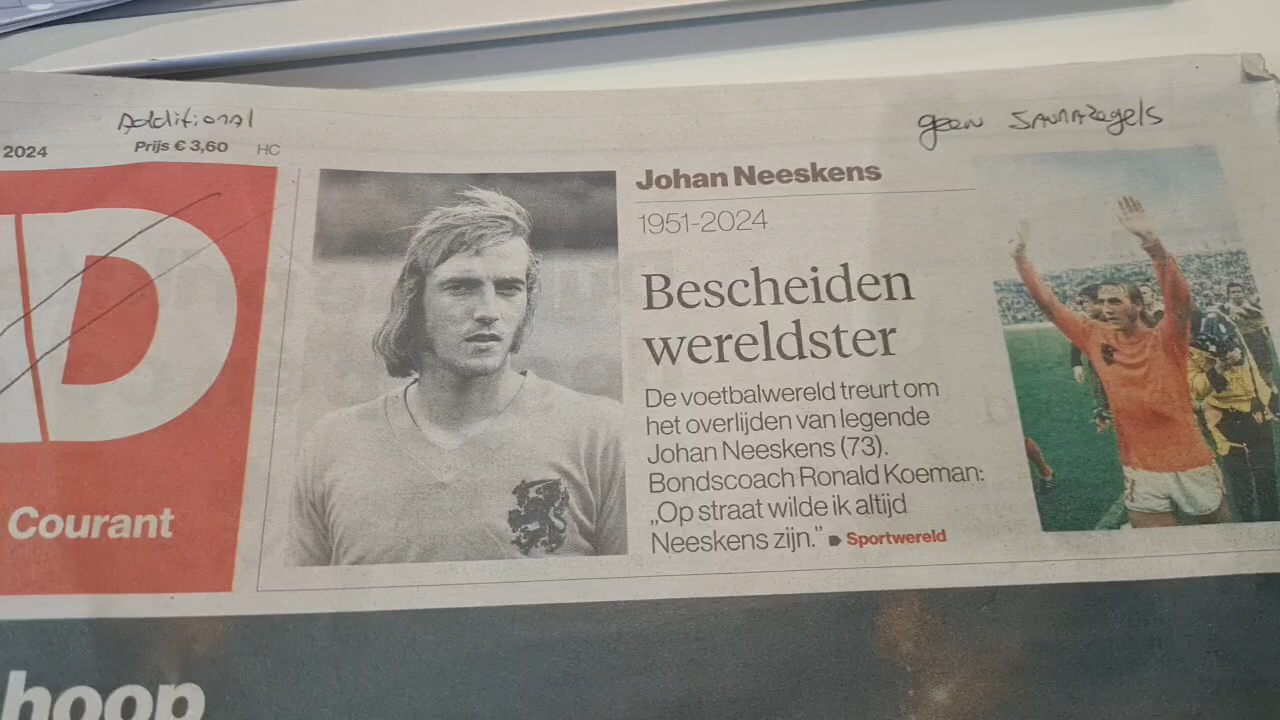 Additional
geen SAUNAzegels
2024
Prijs € 3,60
HC
D
Courant
Johan Neeskens
1951-2024
Bescheiden
wereldster
De voetbalwereld treurt om
het overlijden van legende
Johan Neeskens (73).
Bondscoach Ronald Koeman:
„Op straat wilde ik altijd
Neeskens zijn.” Sportwereld
hoop